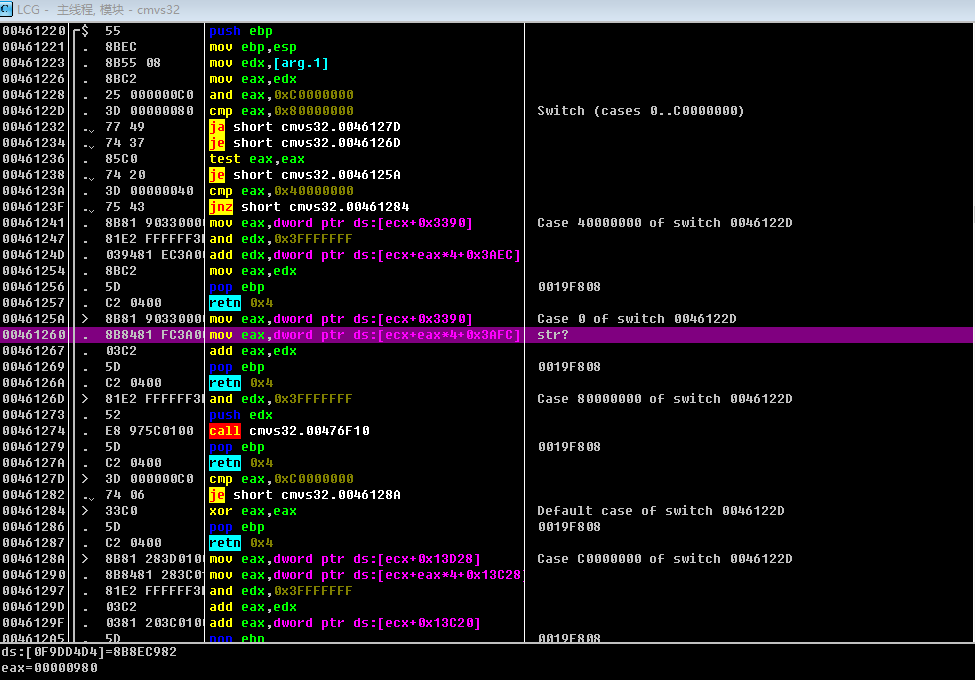 C LCG - 主线程, 模块 - cmvs32
00461220 $ 55 push ebp
00461221 . 8BEC mov ebp,esp
00461223 . 8B55 08 mov edx,[arg.1]
00461226 . 8BC2 mov eax,edx
00461228 . 25 000000C0 and eax,0xC0000000
0046122D . 3D 00000080 cmp eax,0x80000000 Switch (cases 0..C0000000)
00461232 . 77 49 ja short cmvs32.0046127D
00461234 . 74 37 je short cmvs32.0046126D
00461236 . 85C0 test eax,eax
00461238 . 74 20 je short cmvs32.0046125A
0046123A . 3D 00000040 cmp eax,0x40000000
0046123F . 75 43 jnz short cmvs32.00461284
00461241 . 8B81 90330000 mov eax,dword ptr ds:[ecx+0x3390] Case 40000000 of switch 0046122D
00461247 . 81E2 FFFFFF3 and edx,0x3FFFFFFF
0046124D . 039481 EC3A0 add edx,dword ptr ds:[ecx+eax*4+0x3AEC]
00461254 . 8BC2 mov eax,edx
00461256 . 5D pop ebp 0019F808
00461257 . C2 0400 retn 0x4
0046125A > 8B81 90330000 mov eax,dword ptr ds:[ecx+0x3390] Case 0 of switch 0046122D
00461260 . 8B8481 FC3A0 mov eax,dword ptr ds:[ecx+eax*4+0x3AFC] str?
00461267 . 03C2 add eax,edx
00461269 . 5D pop ebp 0019F808
0046126A . C2 0400 retn 0x4
0046126D > 81E2 FFFFFF3 and edx,0x3FFFFFFF Case 80000000 of switch 0046122D
00461273 . 52 push edx
00461274 . E8 975C0100 call cmvs32.00476F10
00461279 . 5D pop ebp 0019F808
0046127A . C2 0400 retn 0x4
0046127D > 3D 000000C0 cmp eax,0xC0000000
00461282 . 74 06 je short cmvs32.0046128A
00461284 > 33C0 xor eax,eax Default case of switch 0046122D
00461286 . 5D pop ebp 0019F808
00461287 . C2 0400 retn 0x4
0046128A > 8B81 283D010 mov eax,dword ptr ds:[ecx+0x13D28] Case C0000000 of switch 0046122D
00461290 . 8B8481 283C0 mov eax,dword ptr ds:[ecx+eax*4+0x13C28
00461297 . 81E2 FFFFFF3 and edx,0x3FFFFFFF
0046129D . 03C2 add eax,edx
0046129F . 0381 203C010 add eax,dword ptr ds:[ecx+0x13C20]
004612A5 . 5D pop ebp 0019F808
ds:[0F9DD4D4]=8B8EC982
eax=00000980